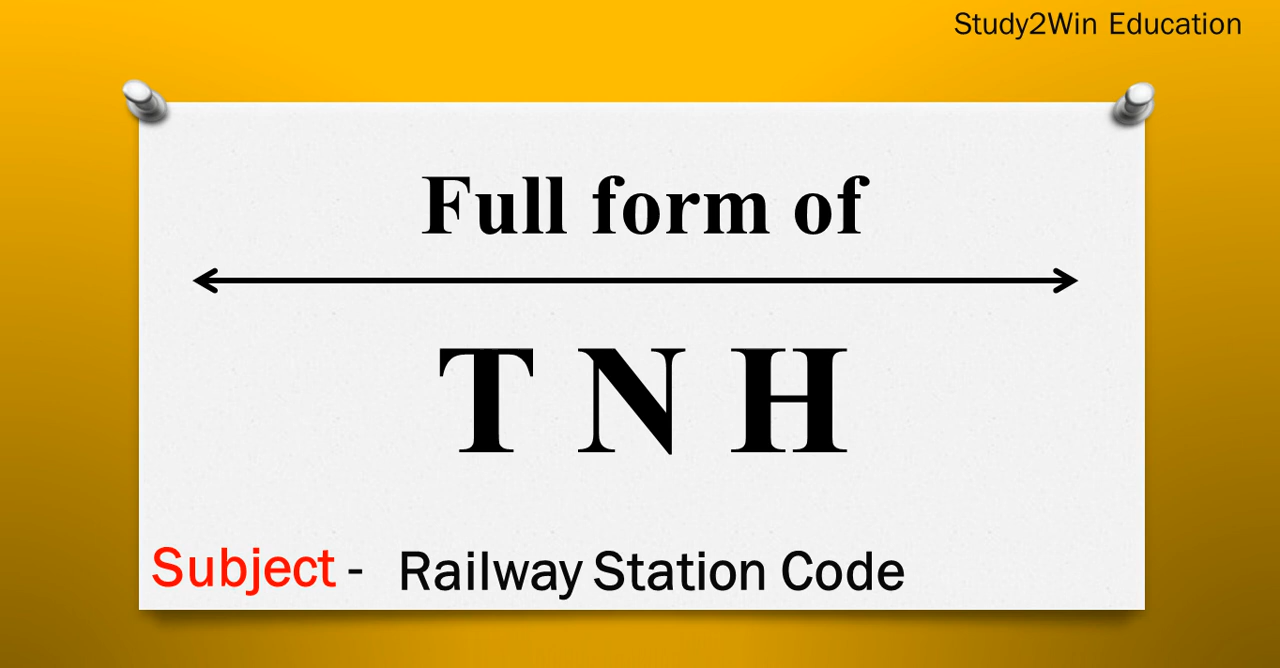 Study2Win Education
Full form of
T N H
Subject - Railway Station Code